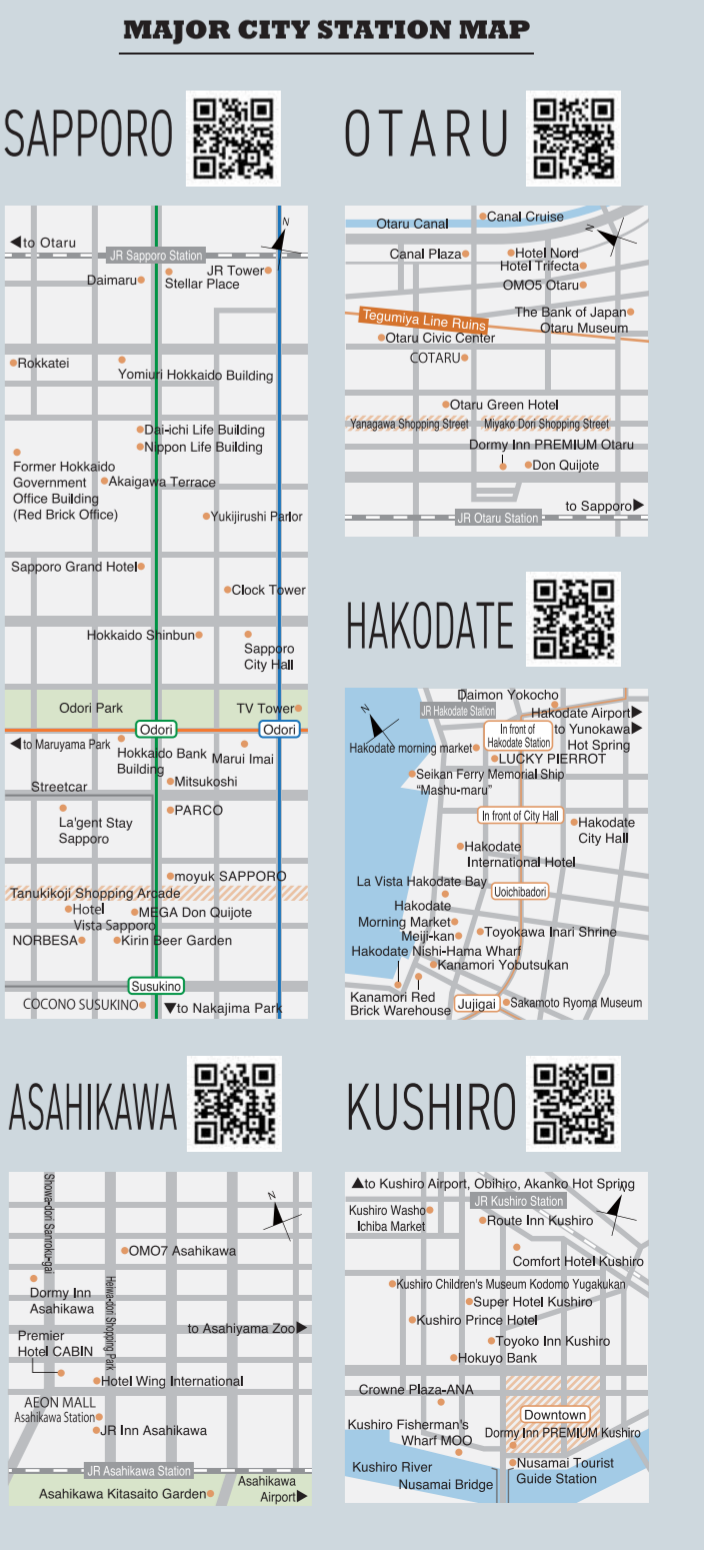 MAJOR CITY STATION MAP
SAPPORO
N
◀to Otaru
JR Sapporo Station
Daimaru
JR Tower
Stellar Place
Rokkatei
Yomiuri Hokkaido Building
Dai-ichi Life Building
Nippon Life Building
Former Hokkaido
Government
Office Building
(Red Brick Office)
Akaigawa Terrace
Yukijirushi Parlor
Sapporo Grand Hotel
Clock Tower
Hokkaido Shinbun
Sapporo
City Hall
Odori Park
TV Tower
Odori
Odori
◀to Maruyama Park
Hokkaido Bank
Building
Marui Imai
Mitsukoshi
Streetcar
PARCO
La'gent Stay
Sapporo
moyuk SAPPORO
Tanukikoji Shopping Arcade
Hotel
Vista Sapporo
MEGA Don Quijote
NORBESA
Kirin Beer Garden
Susukino
COCONO SUSUKINO
▼to Nakajima Park
OTARU
Otaru Canal
Canal Cruise
N
Canal Plaza
Hotel Nord
Hotel Trifecta
OMO5 Otaru
The Bank of Japan
Otaru Museum
Tegumiya Line Ruins
Otaru Civic Center
COTARU
Otaru Green Hotel
Yanagawa Shopping Street
Miyako Dori Shopping Street
Dormy Inn PREMIUM Otaru
Don Quijote
to Sapporo▶
JR Otaru Station
HAKODATE
N
Daimon Yokocho
JR Hakodate Station
Hakodate Airport▶
to Yunokawa▶
Hot Spring
In front of
Hakodate Station
Hakodate morning market
LUCKY PIERROT
Seikan Ferry Memorial Ship
“Mashu-maru”
In front of City Hall
Hakodate
City Hall
Hakodate
International Hotel
La Vista Hakodate Bay
Uoichibadori
Hakodate
Morning Market
Meiji-kan
Toyokawa Inari Shrine
Hakodate Nishi-Hama Wharf
Kanamori Yobutsukan
Kanamori Red
Brick Warehouse
Jujigai
Sakamoto Ryoma Museum
ASAHIKAWA
Showa-dori Sanroku-gai
N
OMO7 Asahikawa
Dormy Inn
Asahikawa
Heiwa-dori Shopping Park
to Asahiyama Zoo▶
Premier
Hotel CABIN
Hotel Wing International
AEON MALL
Asahikawa Station
JR Inn Asahikawa
JR Asahikawa Station
Asahikawa Kitasaito Garden
Asahikawa
Airport▶
KUSHIRO
▲to Kushiro Airport, Obihiro, Akanko Hot Spring
JR Kushiro Station
N
Kushiro Washo
Ichiba Market
Route Inn Kushiro
Comfort Hotel Kushiro
Kushiro Children's Museum Kodomo Yugakukan
Super Hotel Kushiro
Kushiro Prince Hotel
Toyoko Inn Kushiro
Hokuyo Bank
Crowne Plaza-ANA
Downtown
Kushiro Fisherman's
Wharf MOO
Dormy Inn PREMIUM Kushiro
Kushiro River
Nusamai Tourist
Guide Station
Nusamai Bridge